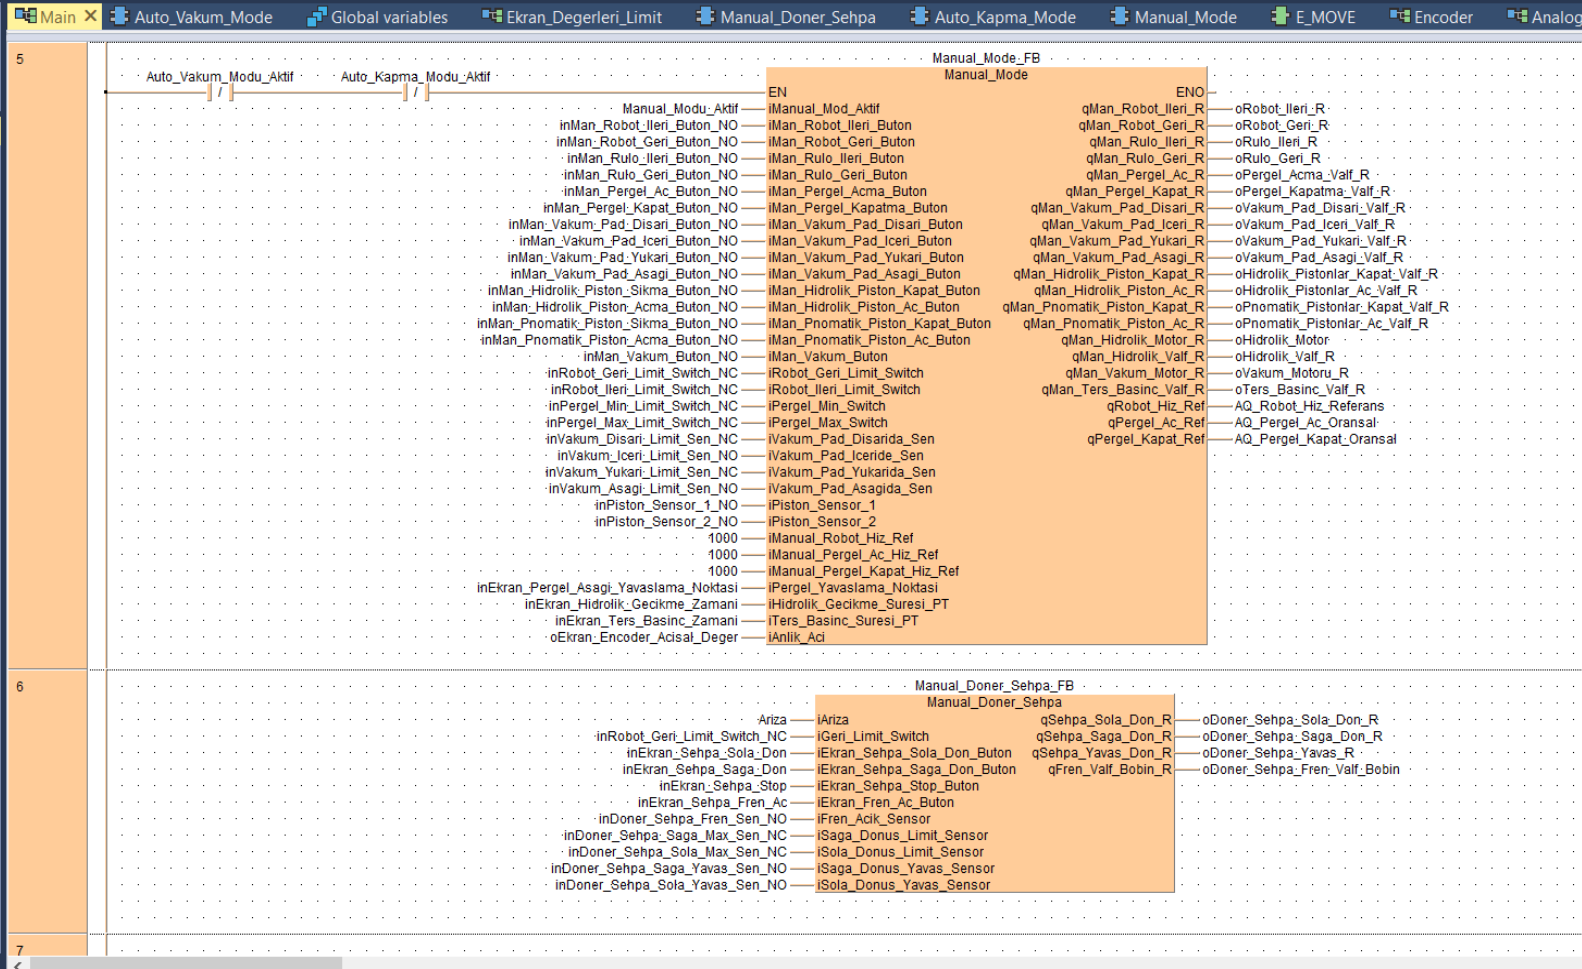 Main Auto_Vakum_Mode Global variables Ekran_Degerleri_Limit Manual_Doner_Sehpa Auto_Kapma_Mode Manual_Mode E_MOVE Encoder Analog
5
Manual_Mode_FB
Auto_Vakum_Modu_Aktif Auto_Kapma_Modu_Aktif Manual_Mode
/ / EN ENO
Manual_Modu_Aktif iManual_Mod_Aktif qMan_Robot_Ileri_R oRobot_Ileri_R
inMan_Robot_Ileri_Buton_NO iMan_Robot_Ileri_Buton qMan_Robot_Geri_R oRobot_Geri_R
inMan_Robot_Geri_Buton_NO iMan_Robot_Geri_Buton qMan_Rulo_Ileri_R oRulo_Ileri_R
inMan_Rulo_Ileri_Buton_NO iMan_Rulo_Ileri_Buton qMan_Rulo_Geri_R oRulo_Geri_R
inMan_Rulo_Geri_Buton_NO iMan_Rulo_Geri_Buton qMan_Pergel_Ac_R oPergel_Acma_Valf_R
inMan_Pergel_Ac_Buton_NO iMan_Pergel_Acma_Buton qMan_Pergel_Kapat_R oPergel_Kapatma_Valf_R
inMan_Pergel_Kapat_Buton_NO iMan_Pergel_Kapatma_Buton qMan_Vakum_Pad_Disari_R oVakum_Pad_Disari_Valf_R
inMan_Vakum_Pad_Disari_Buton_NO iMan_Vakum_Pad_Disari_Buton qMan_Vakum_Pad_Iceri_R oVakum_Pad_Iceri_Valf_R
inMan_Vakum_Pad_Iceri_Buton_NO iMan_Vakum_Pad_Iceri_Buton qMan_Vakum_Pad_Yukari_R oVakum_Pad_Yukari_Valf_R
inMan_Vakum_Pad_Yukari_Buton_NO iMan_Vakum_Pad_Yukari_Buton qMan_Vakum_Pad_Asagi_R oVakum_Pad_Asagi_Valf_R
inMan_Vakum_Pad_Asagi_Buton_NO iMan_Vakum_Pad_Asagi_Buton qMan_Hidrolik_Piston_Kapat_R oHidrolik_Pistonlar_Kapat_Valf_R
inMan_Hidrolik_Piston_Sikma_Buton_NO iMan_Hidrolik_Piston_Kapat_Buton qMan_Hidrolik_Piston_Ac_R oHidrolik_Pistonlar_Ac_Valf_R
inMan_Hidrolik_Piston_Acma_Buton_NO iMan_Hidrolik_Piston_Ac_Buton qMan_Pnomatik_Piston_Kapat_R oPnomatik_Pistonlar_Kapat_Valf_R
inMan_Pnomatik_Piston_Sikma_Buton_NO iMan_Pnomatik_Piston_Kapat_Buton qMan_Pnomatik_Piston_Ac_R oPnomatik_Pistonlar_Ac_Valf_R
inMan_Pnomatik_Piston_Acma_Buton_NO iMan_Pnomatik_Piston_Ac_Buton qMan_Hidrolik_Motor_R oHidrolik_Motor
inMan_Vakum_Buton_NO iMan_Vakum_Buton qMan_Hidrolik_Valf_R oHidrolik_Valf_R
inRobot_Geri_Limit_Switch_NC iRobot_Geri_Limit_Switch qMan_Vakum_Motor_R oVakum_Motoru_R
inRobot_Ileri_Limit_Switch_NC iRobot_Ileri_Limit_Switch qMan_Ters_Basinc_Valf_R oTers_Basinc_Valf_R
inPergel_Min_Limit_Switch_NC iPergel_Min_Switch qRobot_Hiz_Ref AQ_Robot_Hiz_Referans
inPergel_Max_Limit_Switch_NC iPergel_Max_Switch qPergel_Ac_Ref AQ_Pergel_Ac_Oransal
inVakum_Disari_Limit_Sen_NC iVakum_Pad_Disarida_Sen qPergel_Kapat_Ref AQ_Pergel_Kapat_Oransal
inVakum_Iceri_Limit_Sen_NO iVakum_Pad_Iceride_Sen
inVakum_Yukari_Limit_Sen_NC iVakum_Pad_Yukarida_Sen
inVakum_Asagi_Limit_Sen_NO iVakum_Pad_Asagida_Sen
inPiston_Sensor_1_NO iPiston_Sensor_1
inPiston_Sensor_2_NO iPiston_Sensor_2
1000 iManual_Robot_Hiz_Ref
1000 iManual_Pergel_Ac_Hiz_Ref
1000 iManual_Pergel_Kapat_Hiz_Ref
inEkran_Pergel_Asagi_Yavaslama_Noktasi iPergel_Yavaslama_Noktasi
inEkran_Hidrolik_Gecikme_Zamani iHidrolik_Gecikme_Suresi_PT
inEkran_Ters_Basinc_Zamani iTers_Basinc_Suresi_PT
oEkran_Encoder_Acisal_Deger iAnlik_Aci
6
Manual_Doner_Sehpa_FB
Manual_Doner_Sehpa
Ariza iAriza qSehpa_Sola_Don_R oDoner_Sehpa_Sola_Don_R
inRobot_Geri_Limit_Switch_NC iGeri_Limit_Switch qSehpa_Saga_Don_R oDoner_Sehpa_Saga_Don_R
inEkran_Sehpa_Sola_Don iEkran_Sehpa_Sola_Don_Buton qSehpa_Yavas_Don_R oDoner_Sehpa_Yavas_R
inEkran_Sehpa_Saga_Don iEkran_Sehpa_Saga_Don_Buton qFren_Valf_Bobin_R oDoner_Sehpa_Fren_Valf_Bobin
inEkran_Sehpa_Stop iEkran_Sehpa_Stop_Buton
inEkran_Sehpa_Fren_Ac iEkran_Fren_Ac_Buton
inDoner_Sehpa_Fren_Sen_NO iFren_Acik_Sensor
inDoner_Sehpa_Saga_Max_Sen_NC iSaga_Donus_Limit_Sensor
inDoner_Sehpa_Sola_Max_Sen_NC iSola_Donus_Limit_Sensor
inDoner_Sehpa_Saga_Yavas_Sen_NO iSaga_Donus_Yavas_Sensor
inDoner_Sehpa_Sola_Yavas_Sen_NO iSola_Donus_Yavas_Sensor
7